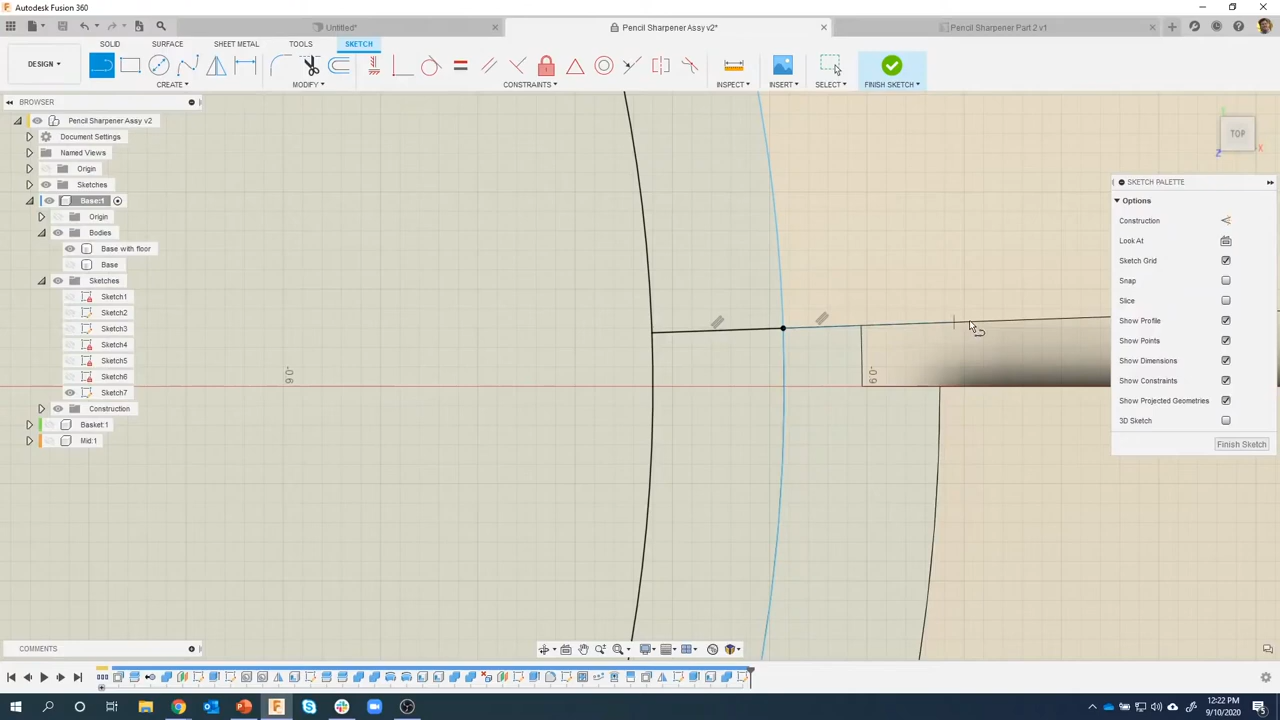 Autodesk Fusion 360
Untitled*
Pencil Sharpener Assy v2*
Pencil Sharpener Part 2 v1
DESIGN
SOLID
SURFACE
SHEET METAL
TOOLS
SKETCH
CREATE
MODIFY
CONSTRAINTS
INSPECT
INSERT
SELECT
FINISH SKETCH
BROWSER
Pencil Sharpener Assy v2
Document Settings
Named Views
Origin
Sketches
Base:1
Origin
Bodies
Base with floor
Base
Sketches
Sketch1
Sketch2
Sketch3
Sketch4
Sketch5
Sketch6
Sketch7
Construction
Basket:1
Mid:1
TOP
X
Z
SKETCH PALETTE
Options
Construction
Look At
Sketch Grid
Snap
Slice
Show Profile
Show Points
Show Dimensions
Show Constraints
Show Projected Geometries
3D Sketch
Finish Sketch
COMMENTS
12:22 PM
9/10/2020